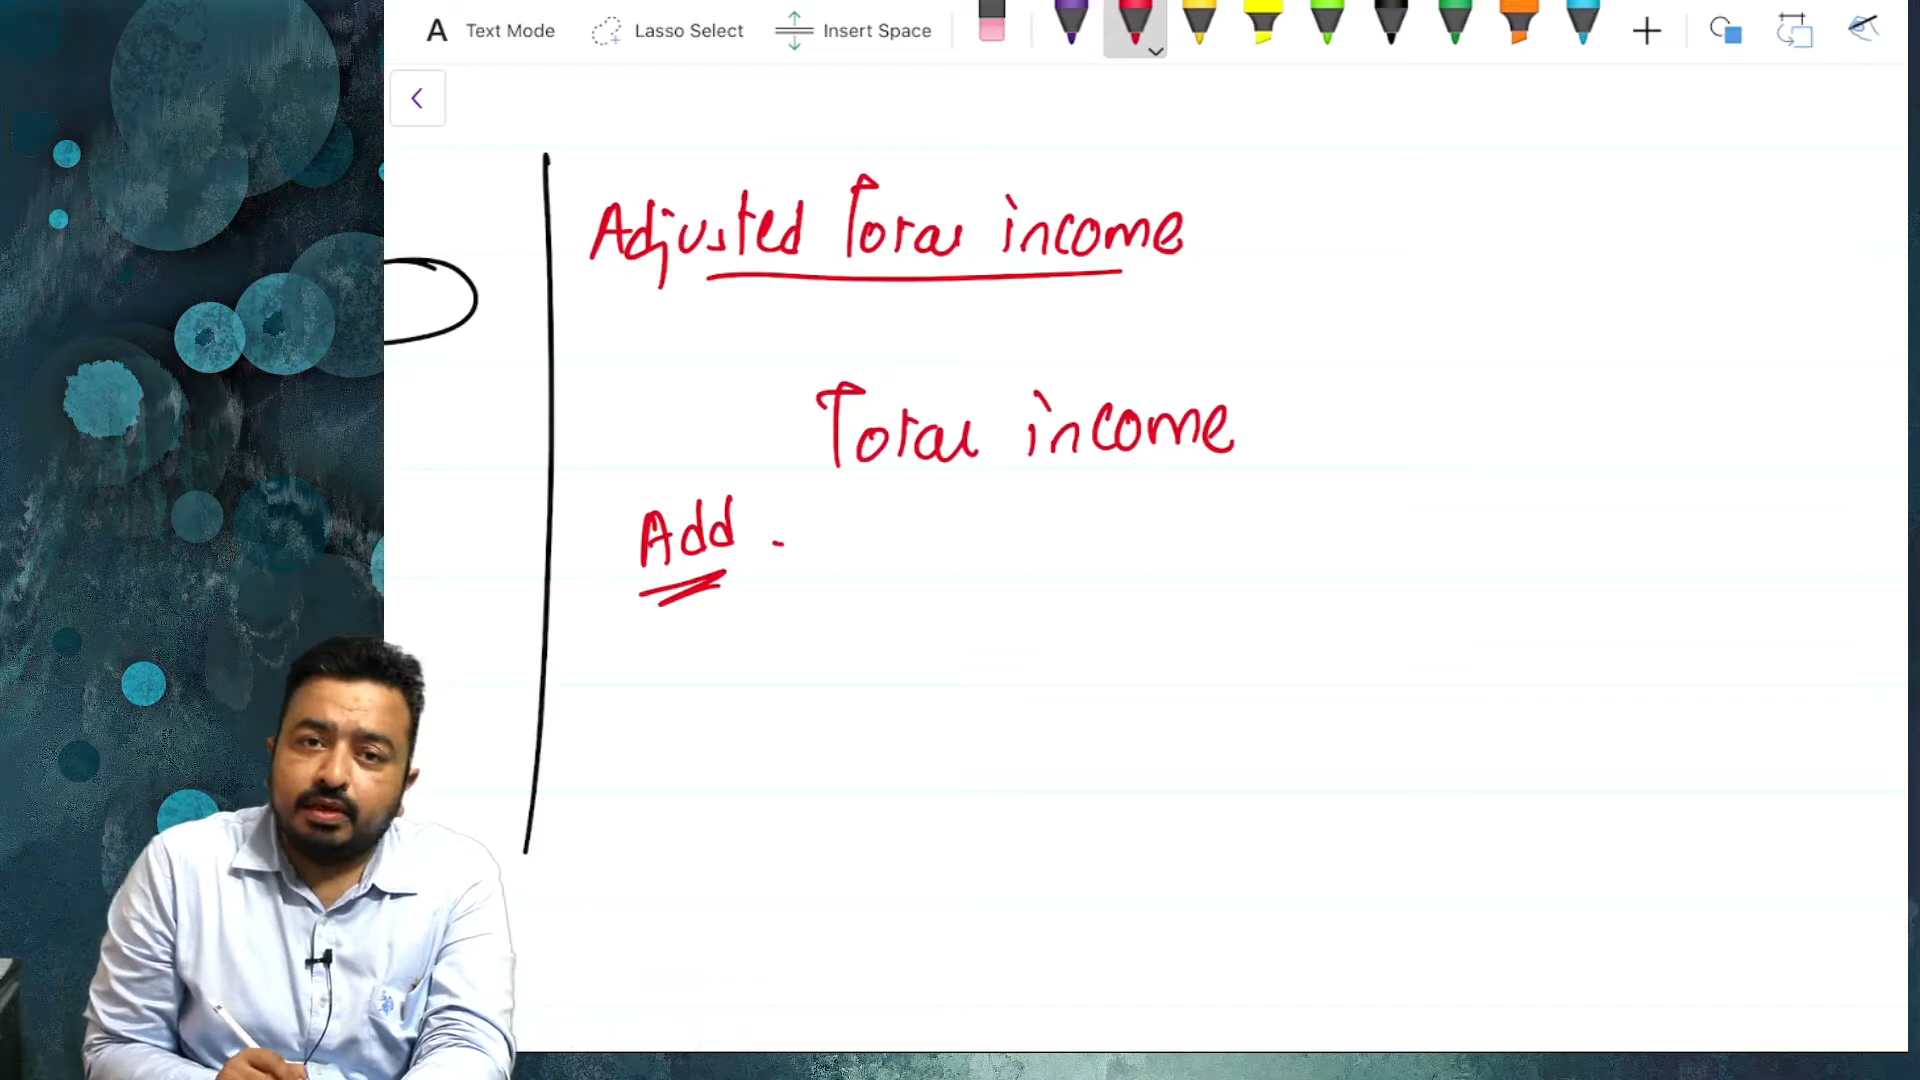 A Text Mode Lasso Select Insert Space
Adjusted Total income
Total income
Add .